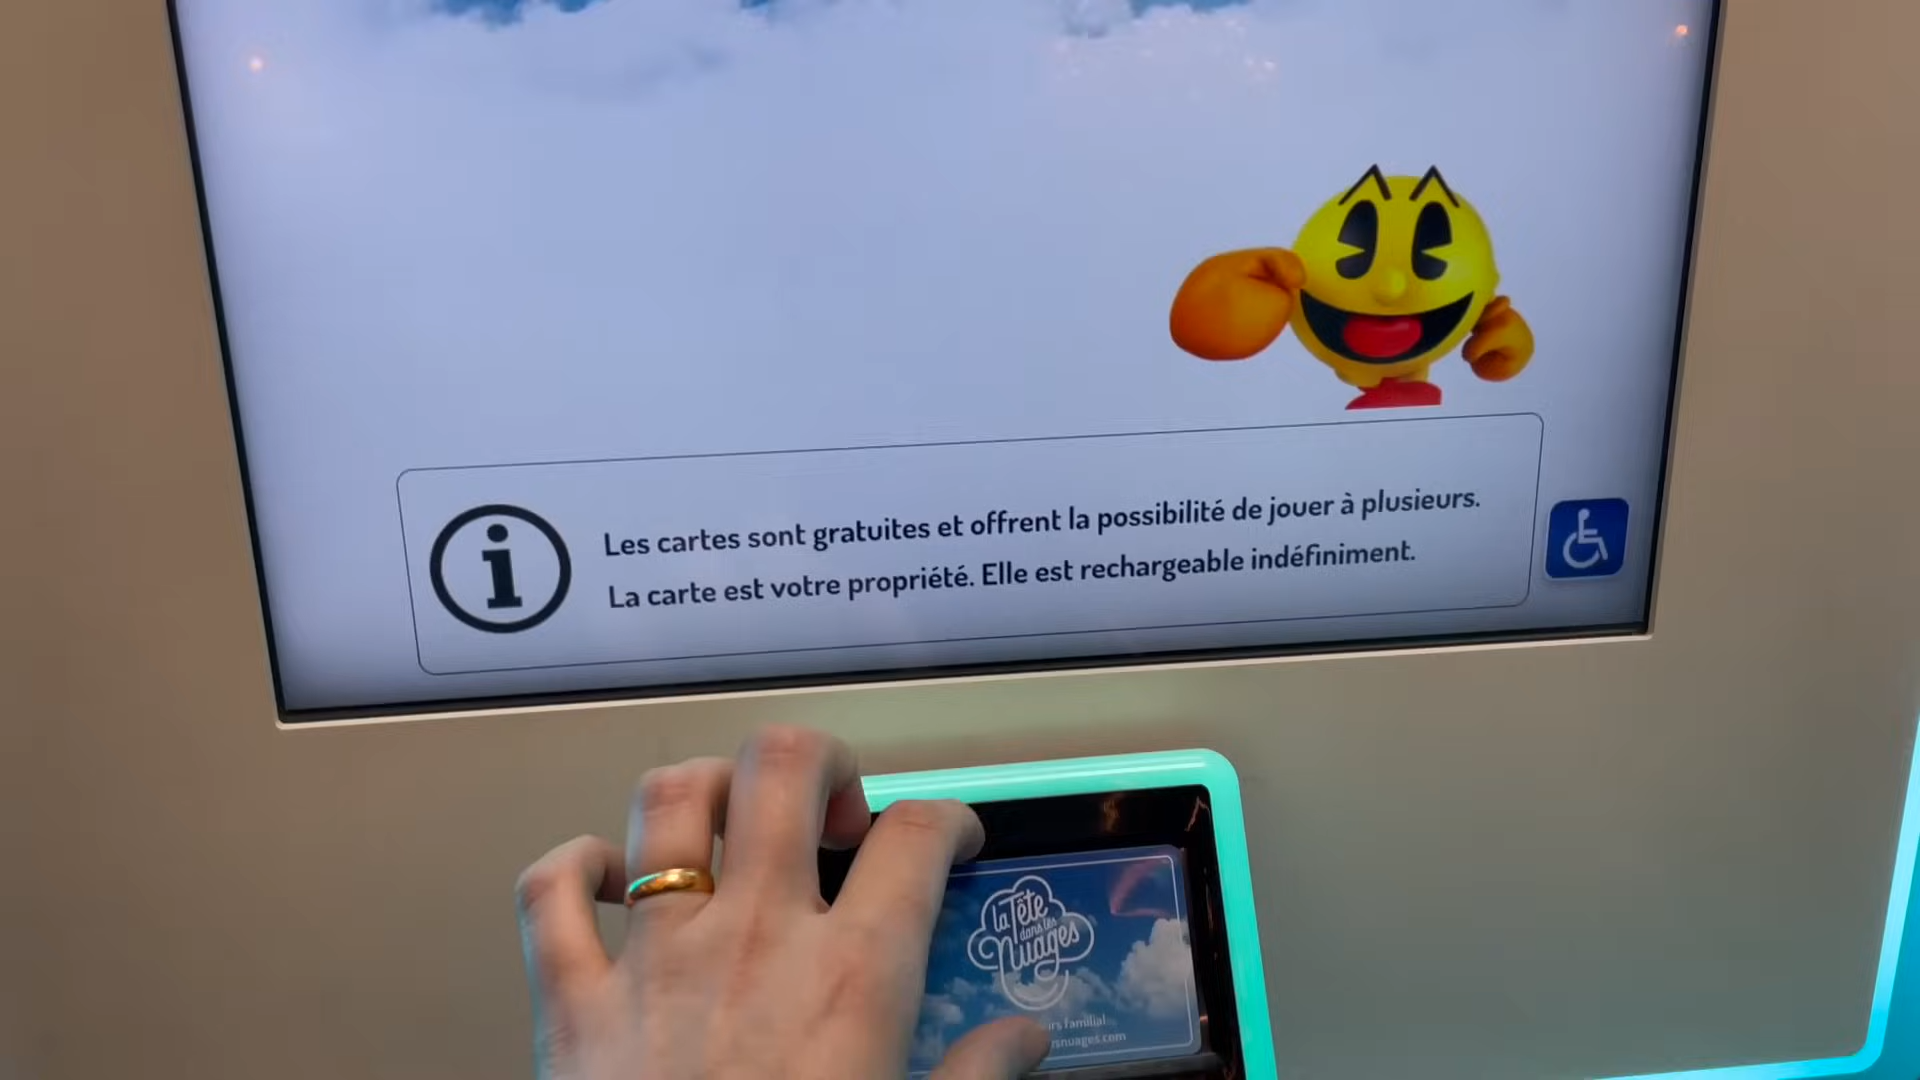 Les cartes sont gratuites et offrent la possibilité de jouer à plusieurs.
La carte est votre propriété. Elle est rechargeable indéfiniment.
la Tête
dans les
Nuages
familial